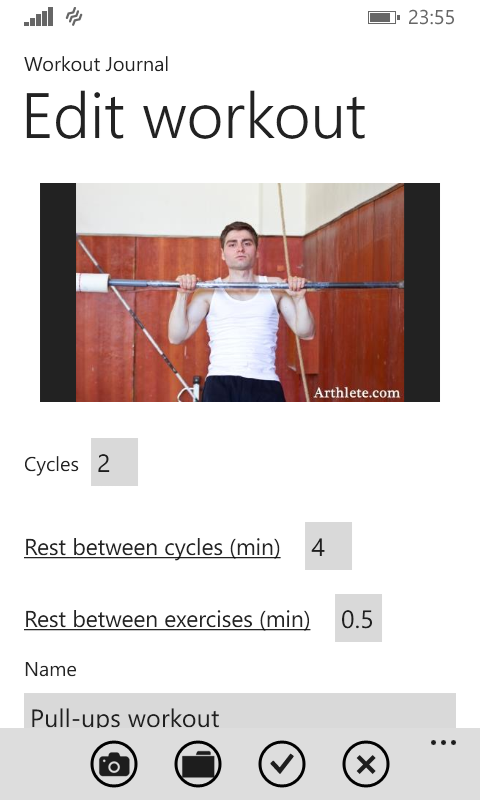 23:55
Workout Journal
Edit workout
Arthlete.com
Cycles 2
Rest between cycles (min) 4
Rest between exercises (min) 0.5
Name
Pull-ups workout